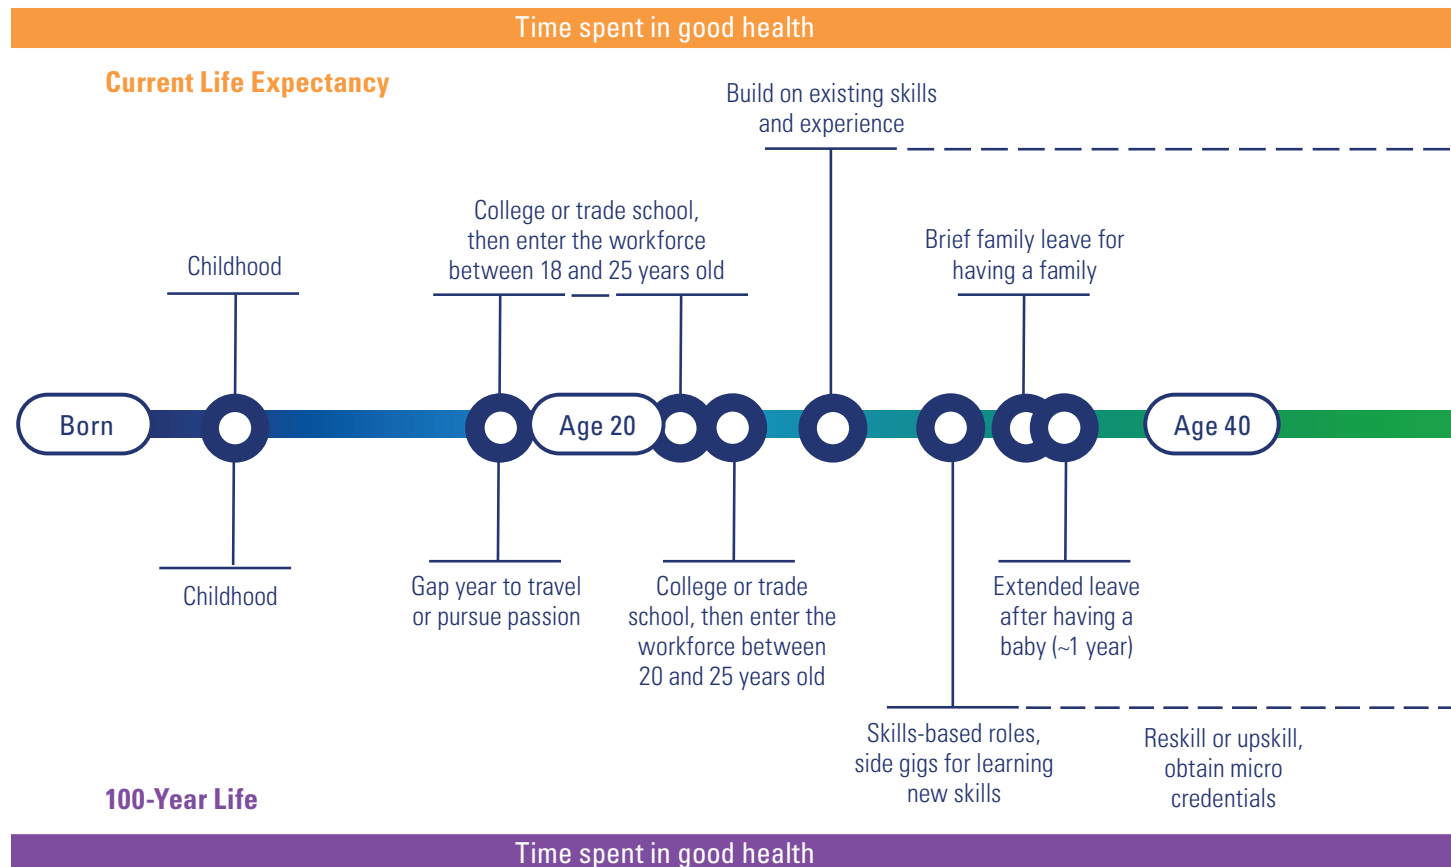 Time spent in good health
Current Life Expectancy
Build on existing skills
and experience
College or trade school,
then enter the workforce
between 18 and 25 years old
Brief family leave for
having a family
Childhood
Born
Age 20
Age 40
Childhood
Gap year to travel
or pursue passion
College or trade
school, then enter the
workforce between
20 and 25 years old
Extended leave
after having a
baby (~1 year)
Skills-based roles,
side gigs for learning
new skills
Reskill or upskill,
obtain micro
credentials
100-Year Life
Time spent in good health